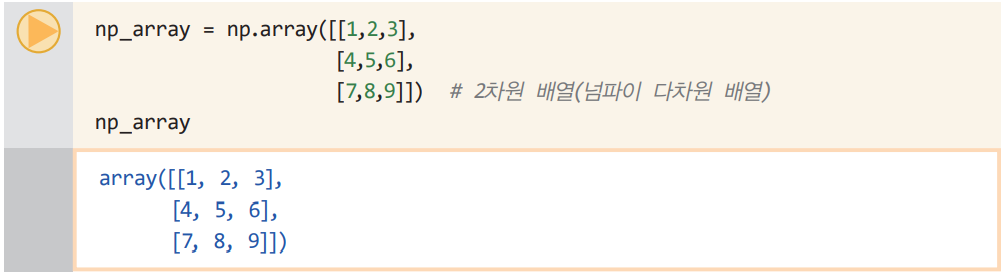 np_array = np.array([[1,2,3],
[4,5,6],
[7,8,9]]) # 2차원 배열(넘파이 다차원 배열)
np_array
array([[1, 2, 3],
[4, 5, 6],
[7, 8, 9]])